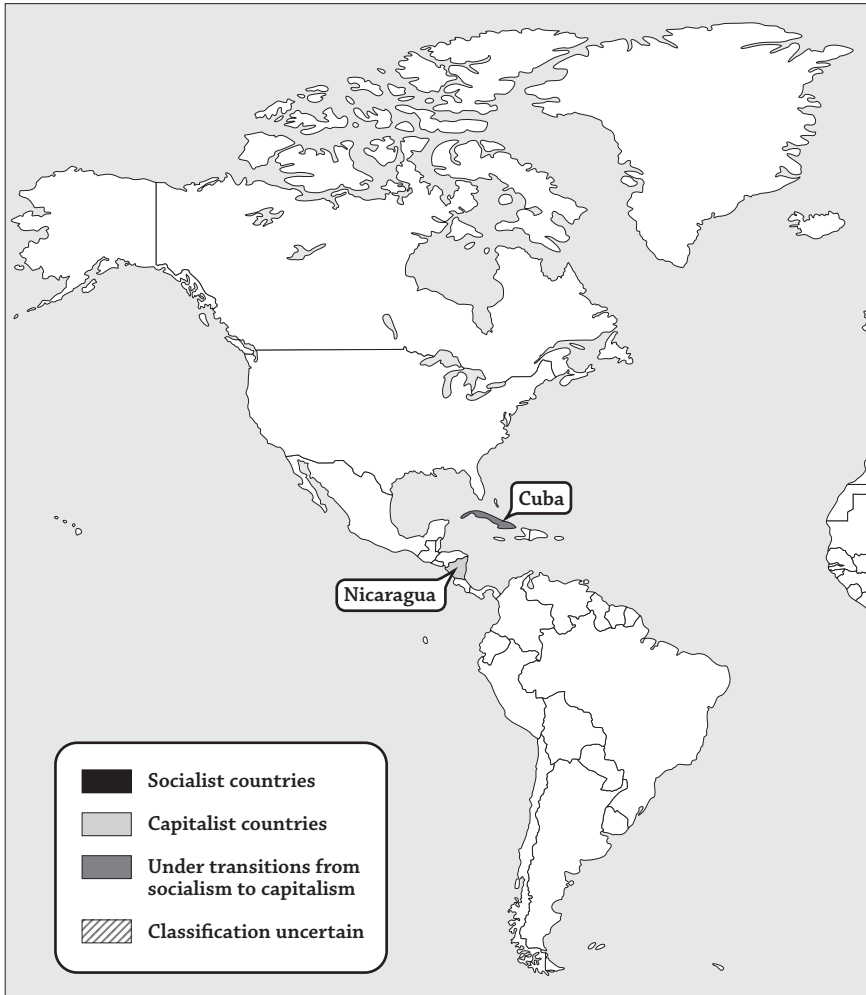 Cuba
Nicaragua
Socialist countries
Capitalist countries
Under transitions from
socialism to capitalism
Classification uncertain